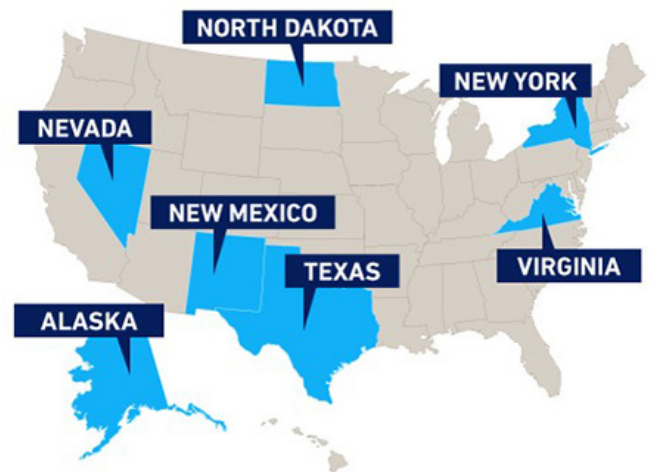 NORTH DAKOTA
NEW YORK
NEVADA
NEW MEXICO
TEXAS
VIRGINIA
ALASKA